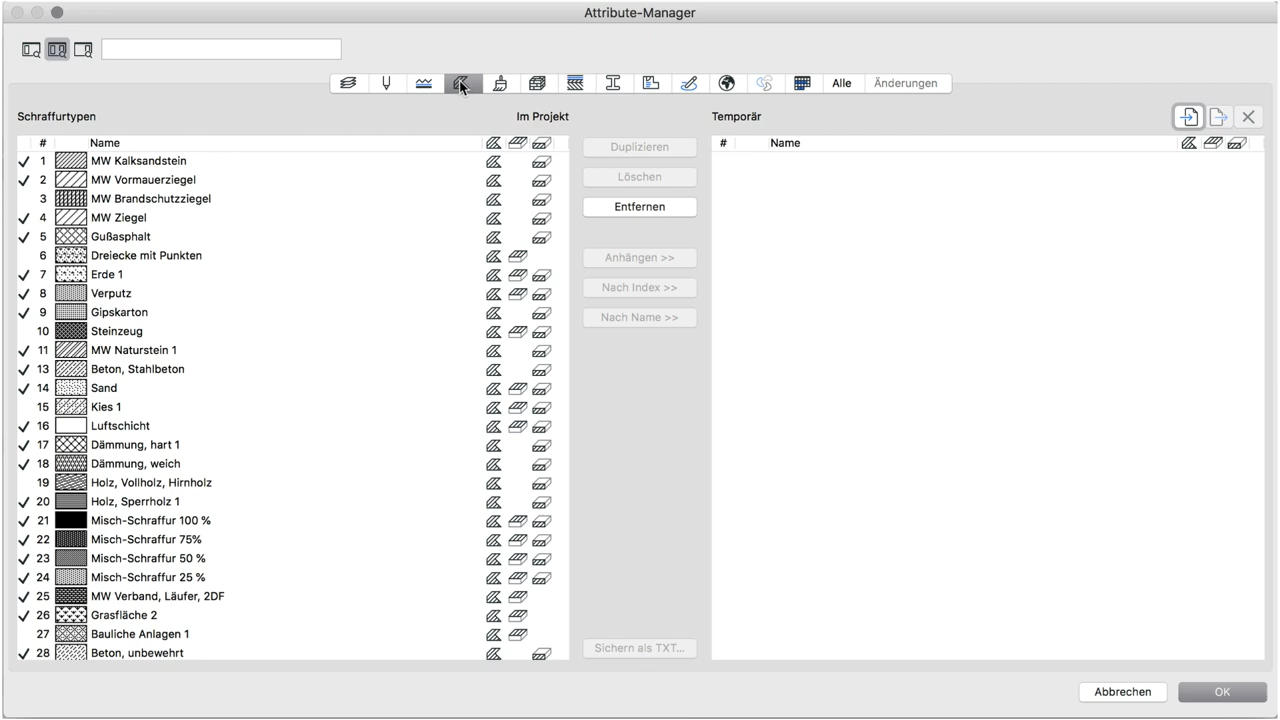 Attribute-Manager
Alle
Änderungen
Schraffurtypen
Im Projekt
Temporär
# Name
1 MW Kalksandstein
2 MW Vormauerziegel
3 MW Brandschutzziegel
4 MW Ziegel
5 Gußasphalt
6 Dreiecke mit Punkten
7 Erde 1
8 Verputz
9 Gipskarton
10 Steinzeug
11 MW Naturstein 1
13 Beton, Stahlbeton
14 Sand
15 Kies 1
16 Luftschicht
17 Dämmung, hart 1
18 Dämmung, weich
19 Holz, Vollholz, Hirnholz
20 Holz, Sperrholz 1
21 Misch-Schraffur 100 %
22 Misch-Schraffur 75%
23 Misch-Schraffur 50 %
24 Misch-Schraffur 25 %
25 MW Verband, Läufer, 2DF
26 Grasfläche 2
27 Bauliche Anlagen 1
28 Beton, unbewehrt
Duplizieren
Löschen
Entfernen
Anhängen >>
Nach Index >>
Nach Name >>
Sichern als TXT...
# Name
Abbrechen
OK